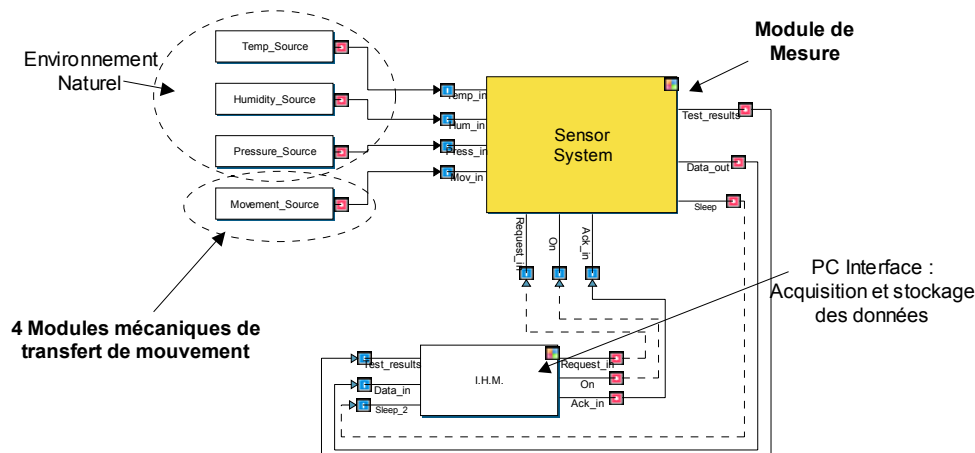 Environnement
Naturel
Temp_Source
Humidity_Source
Pressure_Source
Movement_Source
Temp_in
Hum_in
Press_in
Mov_in
Sensor
System
Module de
Mesure
Test_results
Data_out
Sleep
Request_in
On
Ack_in
4 Modules mécaniques de
transfert de mouvement
PC Interface :
Acquisition et stockage
des données
Test_results
Data_in
Sleep_2
I.H.M.
Request_in
On
Ack_in